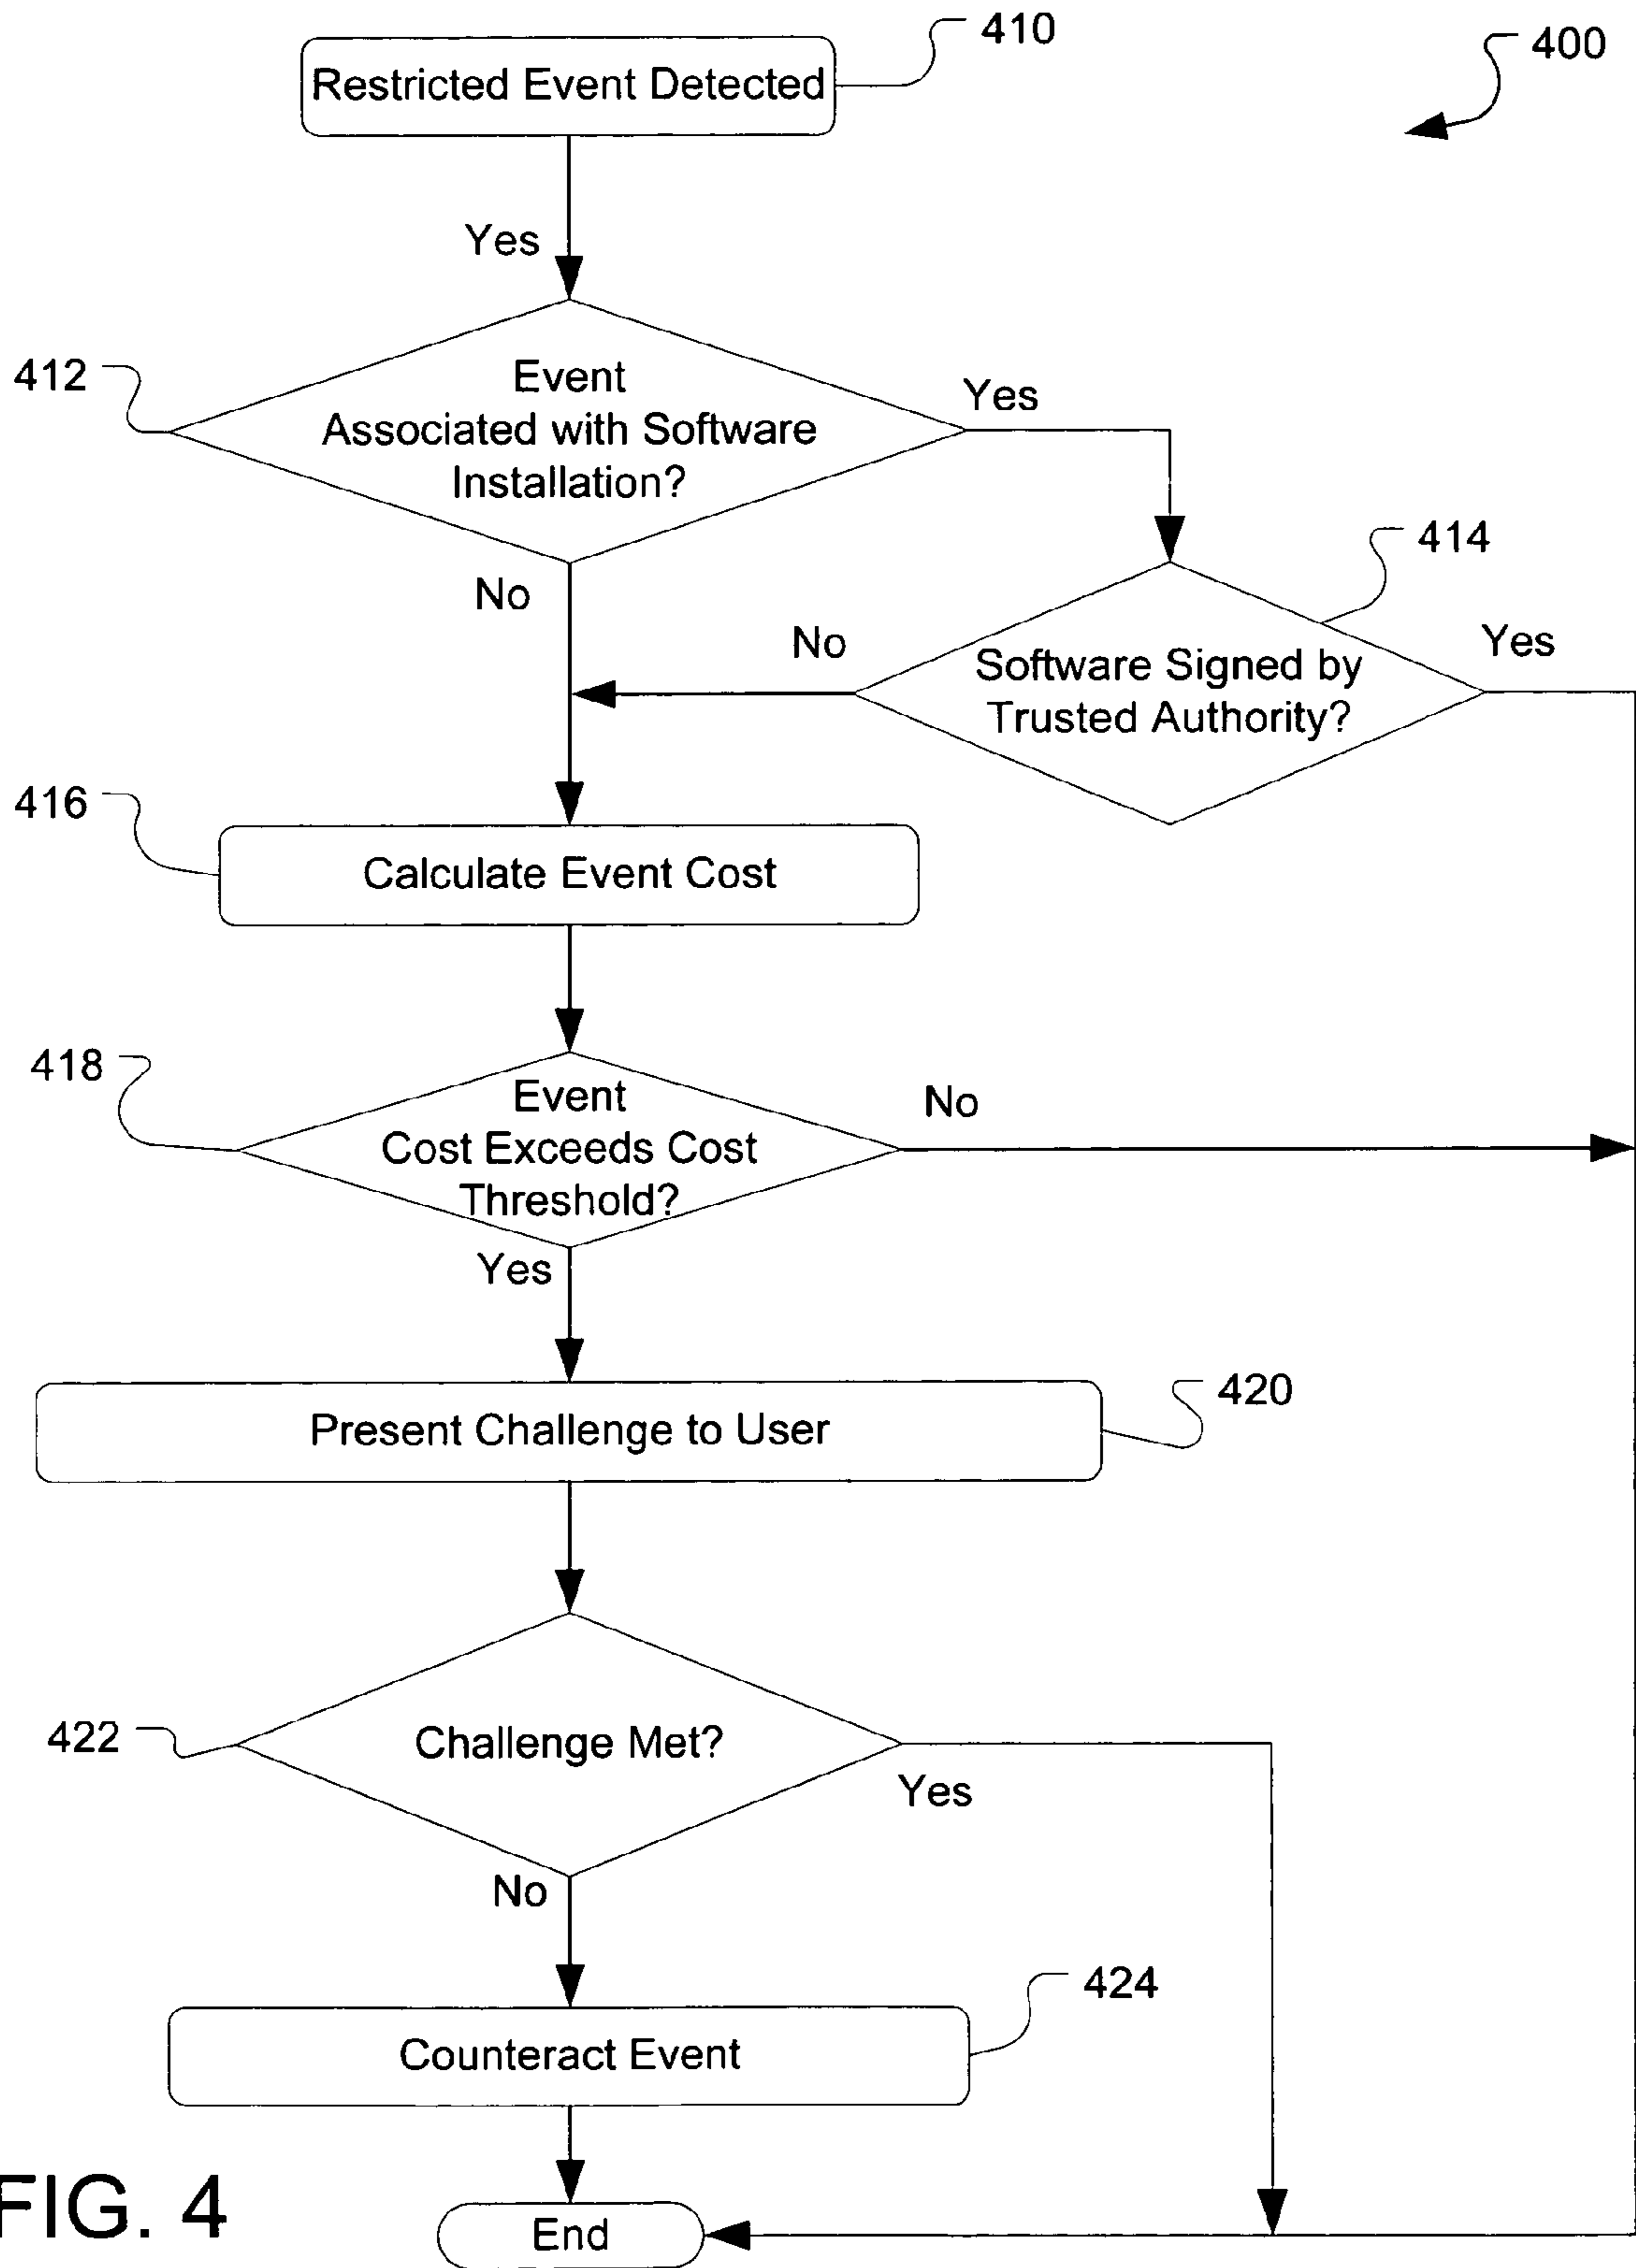 410
400
Restricted Event Detected
Yes
412
Event
Associated with Software
Installation?
Yes
No
414
No
Software Signed by
Trusted Authority?
Yes
416
Calculate Event Cost
418
Event
Cost Exceeds Cost
Threshold?
No
Yes
420
Present Challenge to User
422
Challenge Met?
Yes
No
424
Counteract Event
FIG. 4
End